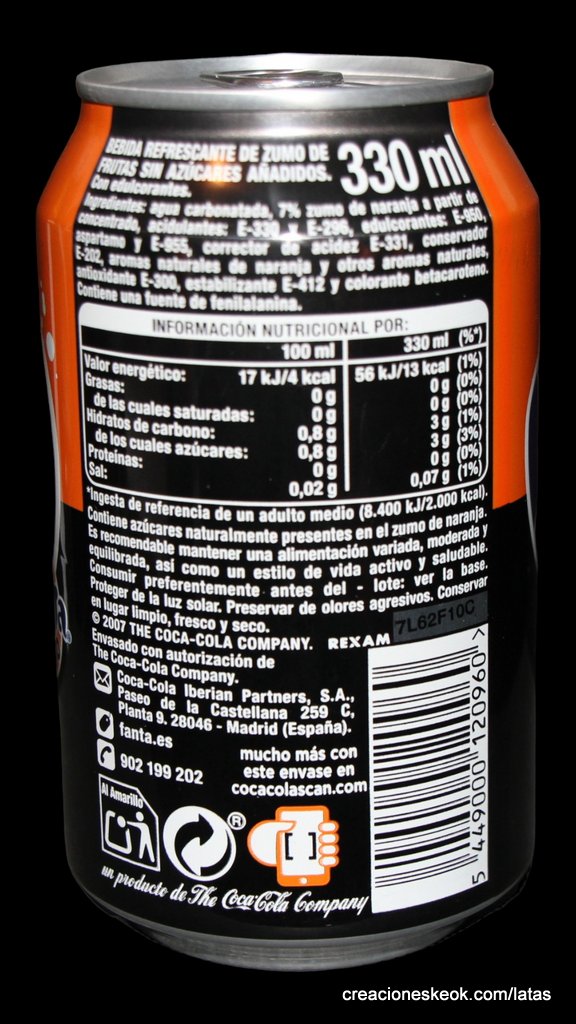 BEBIDA REFRESCANTE DE ZUMO DE
FRUTAS SIN AZÚCARES AÑADIDOS.
Con edulcorantes.
330 ml
Ingredientes: agua carbonatada, 7% zumo de naranja a partir de
concentrado, acidulantes: E-330 y E-296, edulcorantes: E-950,
aspartamo y E-955, corrector de acidez E-331, conservador
E-202, aromas naturales de naranja y otros aromas naturales,
antioxidante E-300, estabilizante E-412 y colorante betacaroteno.
Contiene una fuente de fenilalanina.
INFORMACIÓN NUTRICIONAL POR:
100 ml 330 ml (%*)
Valor energético: 17 kJ/4 kcal 56 kJ/13 kcal (1%)
Grasas: 0 g 0 g (0%)
de las cuales saturadas: 0 g 0 g (0%)
Hidratos de carbono: 0,8 g 3 g (1%)
de los cuales azúcares: 0,8 g 3 g (3%)
Proteínas: 0 g 0 g (0%)
Sal: 0,02 g 0,07 g (1%)
*Ingesta de referencia de un adulto medio (8.400 kJ/2.000 kcal).
Contiene azúcares naturalmente presentes en el zumo de naranja.
Es recomendable mantener una alimentación variada, moderada y
equilibrada, así como un estilo de vida activo y saludable.
Consumir preferentemente antes del - lote: ver la base.
Proteger de la luz solar. Preservar de olores agresivos. Conservar
en lugar limpio, fresco y seco.
© 2007 THE COCA-COLA COMPANY. REXAM 7L62F10C
Envasado con autorización de
The Coca-Cola Company.
Coca-Cola Iberian Partners, S.A.,
Paseo de la Castellana 259 C,
Planta 9. 28046 - Madrid (España).
fanta.es
902 199 202
mucho más con
este envase en
cocacolascan.com
Al Amarillo
®
un producto de The Coca-Cola Company
5 449000 120960 >
creacioneskeok.com/latas